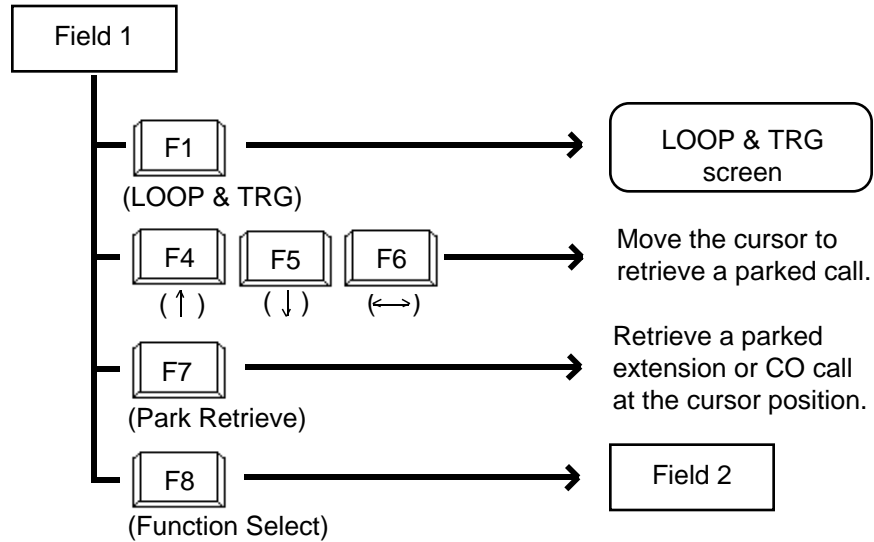 Field 1
F1
(LOOP & TRG)
LOOP & TRG
screen
F4 F5 F6
(↑) (↓) (↔)
Move the cursor to
retrieve a parked call.
F7
(Park Retrieve)
Retrieve a parked
extension or CO call
at the cursor position.
F8
(Function Select)
Field 2